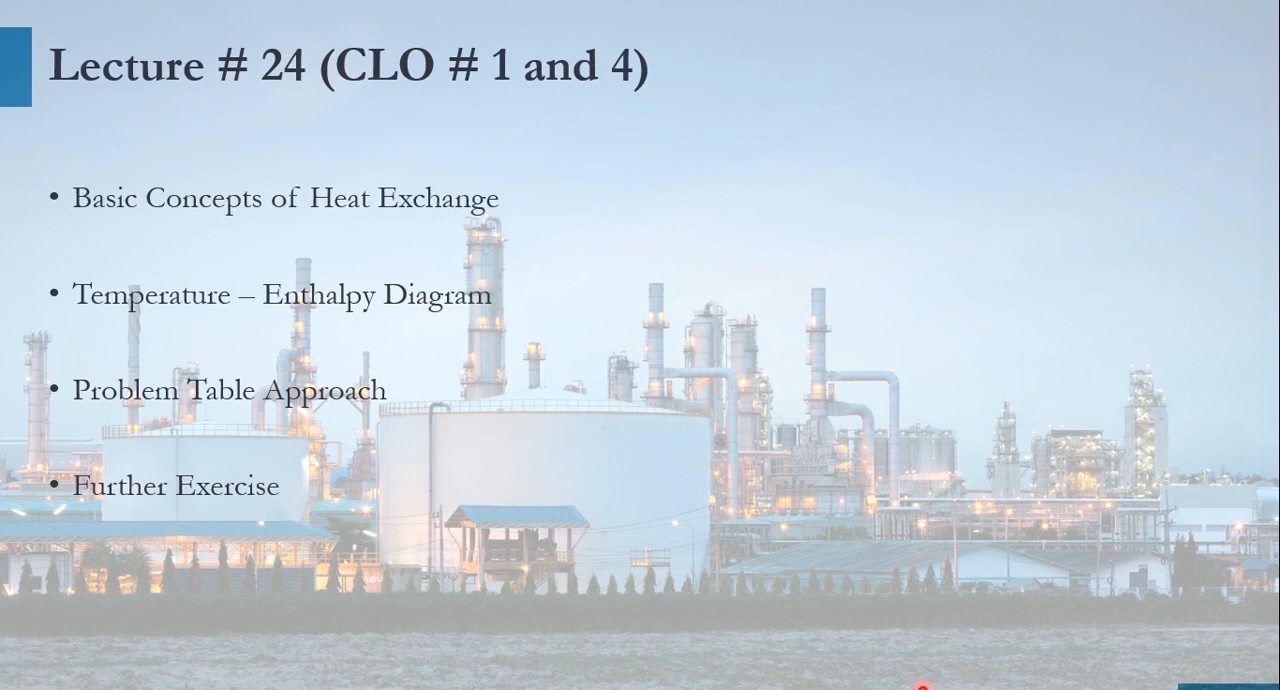 Lecture # 24 (CLO # 1 and 4)
• Basic Concepts of Heat Exchange
• Temperature – Enthalpy Diagram
• Problem Table Approach
• Further Exercise